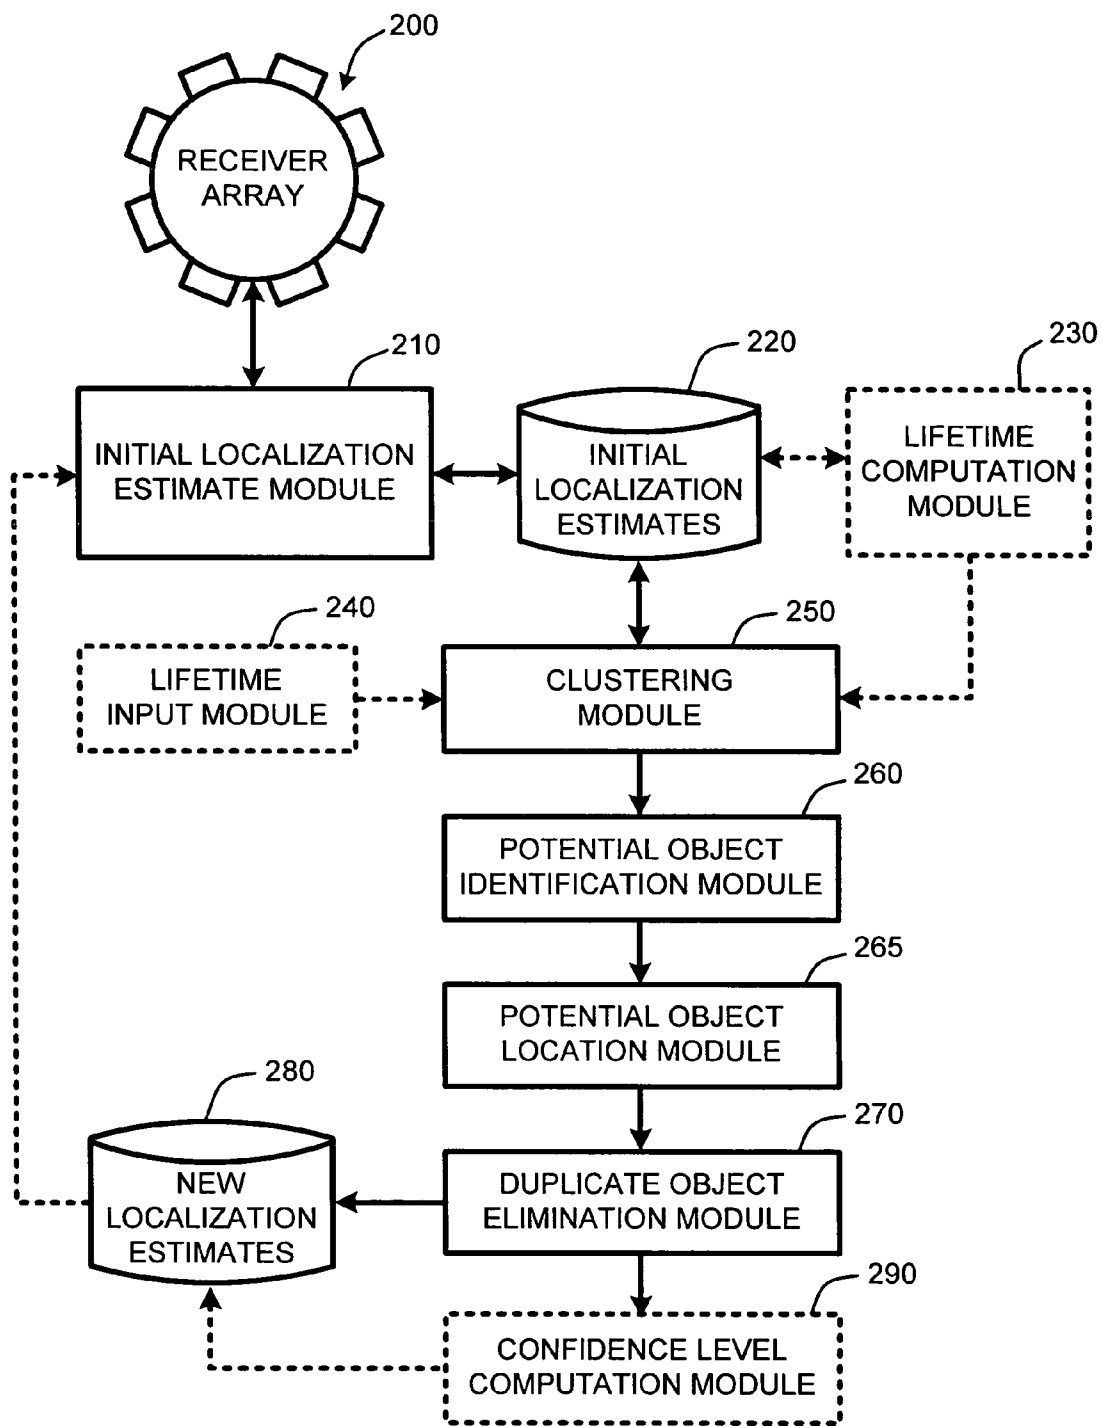 200
RECEIVER
ARRAY
210
220
230
INITIAL LOCALIZATION
ESTIMATE MODULE
INITIAL
LOCALIZATION
ESTIMATES
LIFETIME
COMPUTATION
MODULE
240
250
LIFETIME
INPUT MODULE
CLUSTERING
MODULE
260
POTENTIAL OBJECT
IDENTIFICATION MODULE
265
POTENTIAL OBJECT
LOCATION MODULE
280
270
NEW
LOCALIZATION
ESTIMATES
DUPLICATE OBJECT
ELIMINATION MODULE
290
CONFIDENCE LEVEL
COMPUTATION MODULE